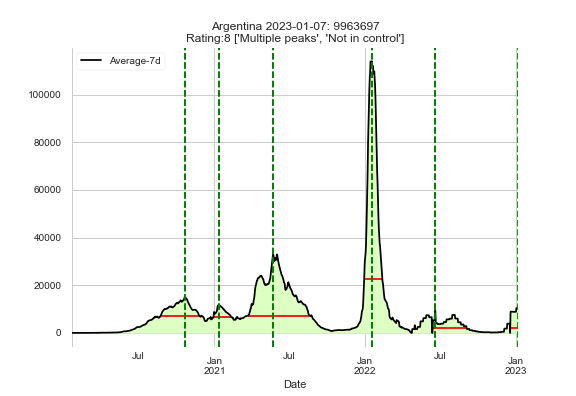 Argentina 2023-01-07: 9963697
Rating:8 ['Multiple peaks', 'Not in control']
Average-7d
100000
80000
60000
40000
20000
0
Jul
Jan
2021
Jul
Jan
2022
Jul
Jan
2023
Date